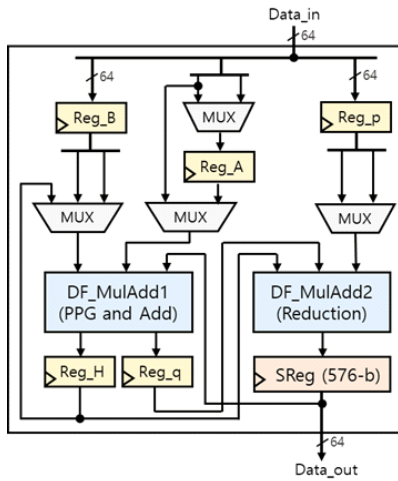 Data_in
64
64
64
Reg_B
MUX
Reg_p
Reg_A
MUX
MUX
MUX
DF_MulAdd1
(PPG and Add)
DF_MulAdd2
(Reduction)
Reg_H
Reg_q
SReg (576-b)
64
Data_out